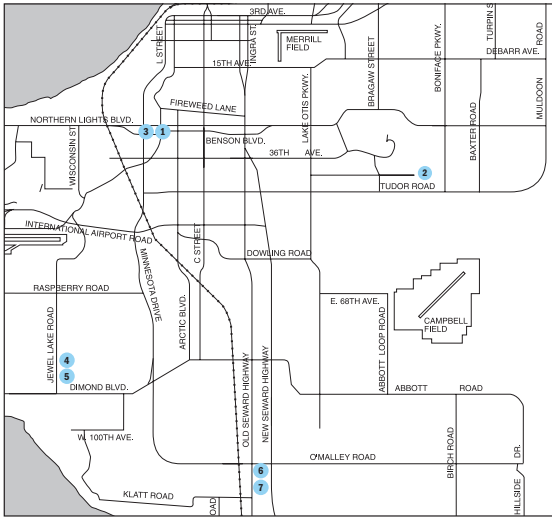 3RD AVE.
L STREET
INGRA ST.
MERRILL
FIELD
BRAGAW STREET
BONIFACE PKWY.
TURPIN S
DEBARR AVE.
ROAD
15TH AVE.
LAKE OTIS PKWY.
MULDOON
FIREWEED LANE
NORTHERN LIGHTS BLVD.
3
1
BENSON BLVD.
BAXTER ROAD
WISCONSIN ST
36TH AVE.
2
TUDOR ROAD
INTERNATIONAL AIRPORT ROAD
C STREET
DOWLING ROAD
MINNESOTA DRIVE
RASPBERRY ROAD
ARCTIC BLVD.
E. 68TH AVE.
CAMPBELL
FIELD
JEWEL LAKE ROAD
OLD SEWARD HIGHWAY
NEW SEWARD HIGHWAY
ABBOTT LOOP ROAD
4
5
DIMOND BLVD.
ABBOTT ROAD
W. 100TH AVE.
O'MALLEY ROAD
BIRCH ROAD
HILLSIDE DR.
6
7
KLATT ROAD
OAD